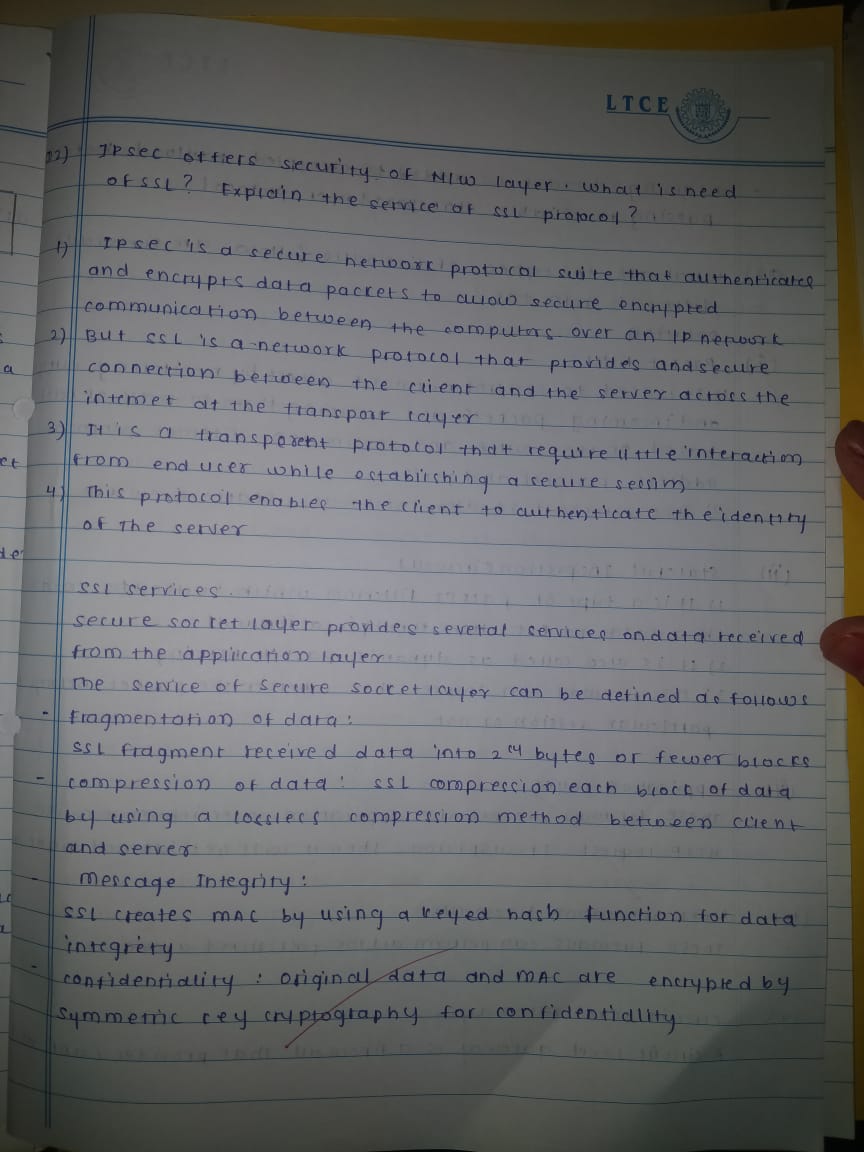 LTCE
22) IPsec offers security of N/W layer. what is need
of SSL? Explain the service of SSL protocol?
1) IPsec is a secure network protocol suite that authenticates
and encrypts data packets to allow secure encrypted
communication between the computers over an IP network
2) But SSL is a network protocol that provides and secure
connection between the client and the server across the
internet at the transport layer
3) It is a transparent protocol that require little interaction
from end user while establishing a secure session
4) This protocol enables the client to authenticate the identity
of the server
SSL services.
secure socket layer provides several services on data received
from the application layer
The service of secure socket layer can be defined as follows
- fragmentation of data:
SSL fragment received data into 2^14 bytes or fewer blocks
- compression of data: SSL compression each block of data
by using a lossless compression method between client
and server
- message Integrity:
SSL creates MAC by using a keyed hash function for data
integrety
- confidentiality: original data and MAC are encrypted by
symmetric key cryptography for confidentiality